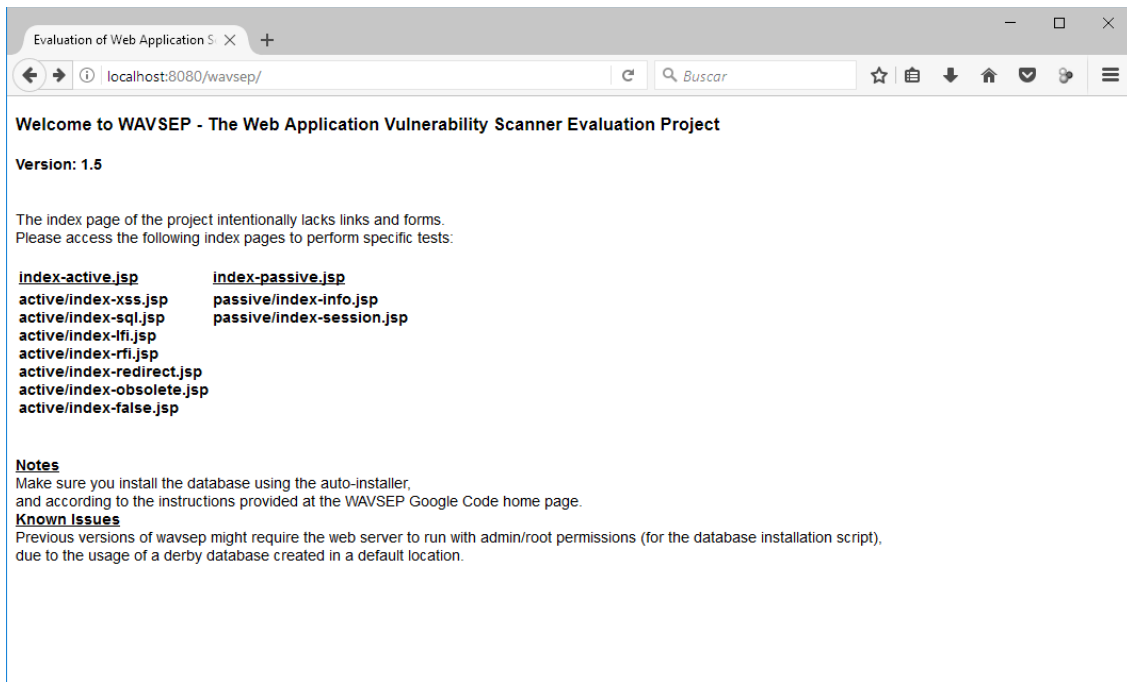 Evaluation of Web Application S
localhost:8080/wavsep/
Buscar
Welcome to WAVSEP - The Web Application Vulnerability Scanner Evaluation Project
Version: 1.5
The index page of the project intentionally lacks links and forms.
Please access the following index pages to perform specific tests:
index-active.jsp index-passive.jsp
active/index-xss.jsp passive/index-info.jsp
active/index-sql.jsp passive/index-session.jsp
active/index-lfi.jsp
active/index-rfi.jsp
active/index-redirect.jsp
active/index-obsolete.jsp
active/index-false.jsp
Notes
Make sure you install the database using the auto-installer,
and according to the instructions provided at the WAVSEP Google Code home page.
Known Issues
Previous versions of wavsep might require the web server to run with admin/root permissions (for the database installation script),
due to the usage of a derby database created in a default location.